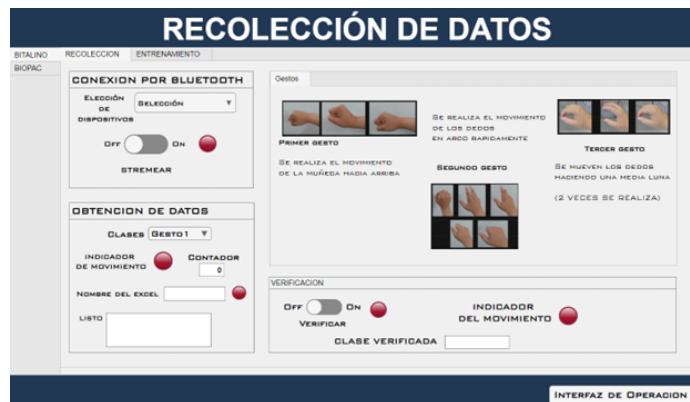 RECOLECCIÓN DE DATOS
BITALINO
RECOLECCION
ENTRENAMIENTO
BIOPAC
CONEXION POR BLUETOOTH
Elección
de
dispositivos
Selección
Off
On
stremear
OBTENCION DE DATOS
Clases
Gesto1
indicador
de movimiento
Contador
0
Nombre del excel
listo
Gestos
Primer gesto
Se realiza el movimiento
de la muñeca hadia arriba
Se realiza el movimiento
de los dedos
en arco rapidamente
Segundo gesto
Tercer gesto
Se mueven los dedos
haciendo una media luna
(2 veces se realiza)
VERIFICACION
Off
On
Verificar
indicador
del movimiento
clase verificada
Interfaz de Operacion